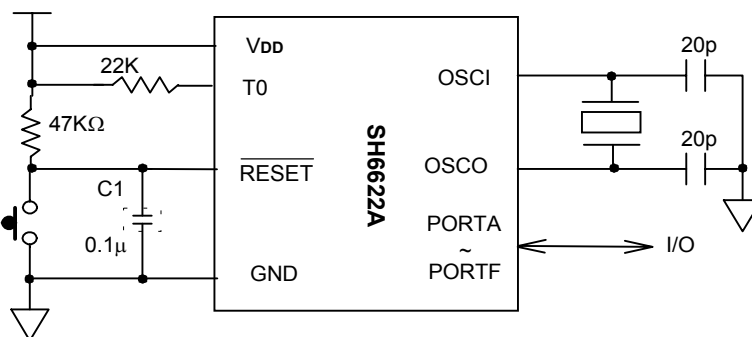 VDD
22K
T0
47KΩ
RESET
C1
0.1μ
GND
SH6622A
OSCI
OSCO
PORTA
~
PORTF
20p
20p
I/O